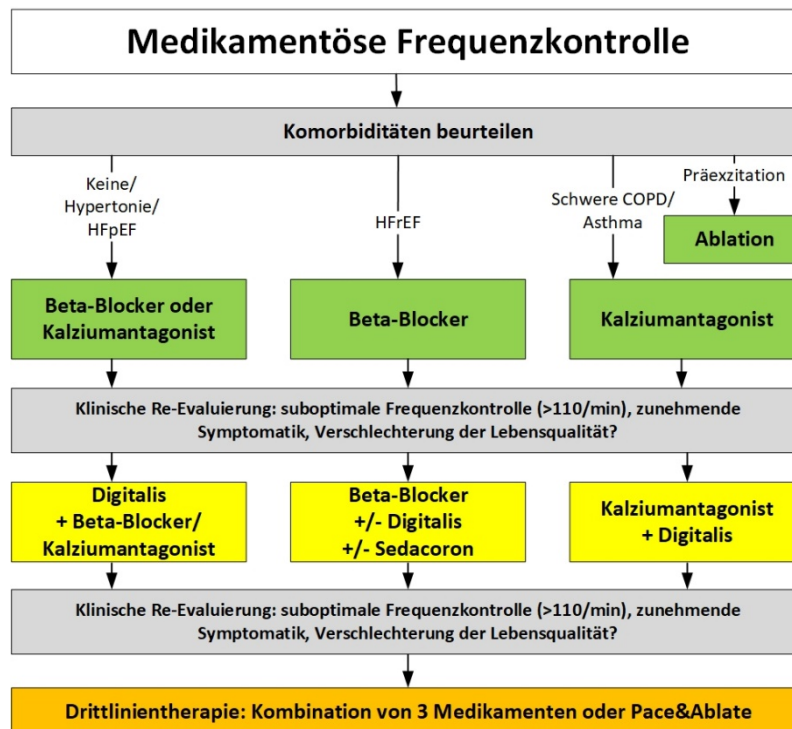 Medikamentöse Frequenzkontrolle
Komorbiditäten beurteilen
Keine/
Hypertonie/
HFpEF
HFrEF
Schwere COPD/
Asthma
Präexzitation
Ablation
Beta-Blocker oder
Kalziumantagonist
Beta-Blocker
Kalziumantagonist
Klinische Re-Evaluierung: suboptimale Frequenzkontrolle (>110/min), zunehmende
Symptomatik, Verschlechterung der Lebensqualität?
Digitalis
+ Beta-Blocker/
Kalziumantagonist
Beta-Blocker
+/- Digitalis
+/- Sedacoron
Kalziumantagonist
+ Digitalis
Klinische Re-Evaluierung: suboptimale Frequenzkontrolle (>110/min), zunehmende
Symptomatik, Verschlechterung der Lebensqualität?
Drittlinientherapie: Kombination von 3 Medikamenten oder Pace&Ablate